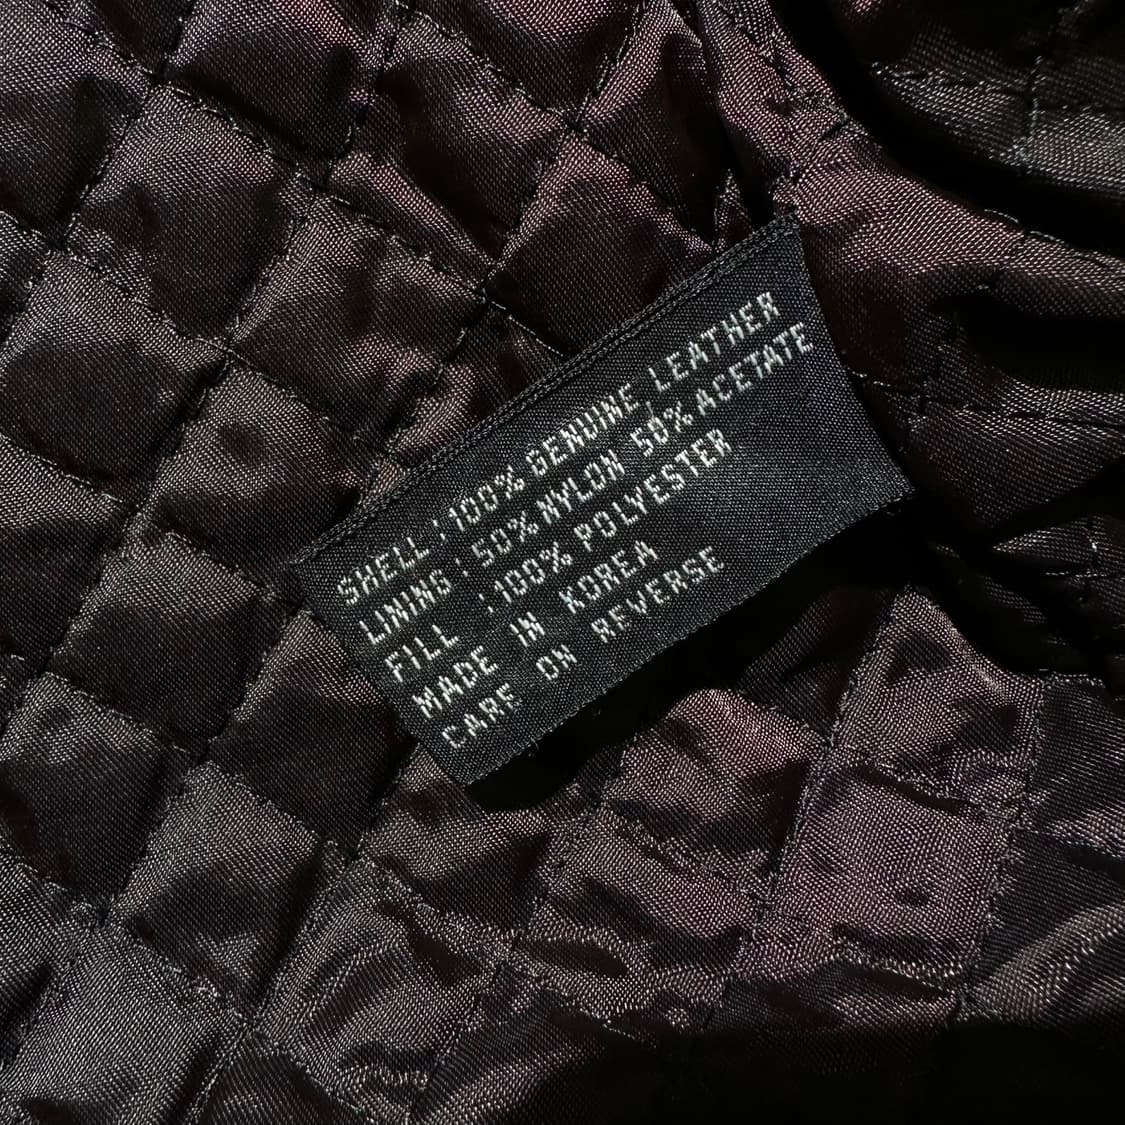 SHELL : 100% GENUINE LEATHER
LINING : 50% NYLON 50% ACETATE
FILL : 100% POLYESTER
MADE IN KOREA
CARE ON REVERSE